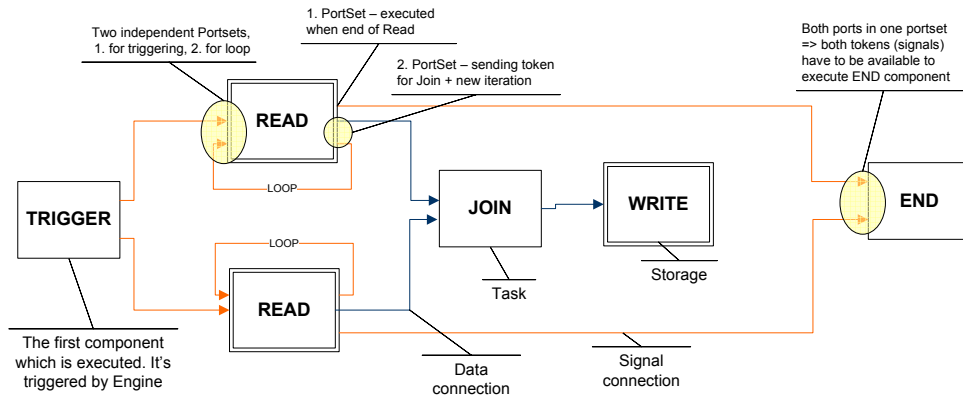 Two independent Portsets,
1. for triggering, 2. for loop
1. PortSet – executed
when end of Read
2. PortSet – sending token
for Join + new iteration
Both ports in one portset
=> both tokens (signals)
have to be available to
execute END component
READ
LOOP
TRIGGER
JOIN
WRITE
END
LOOP
READ
Task
Storage
The first component
which is executed. It's
triggered by Engine
Data
connection
Signal
connection